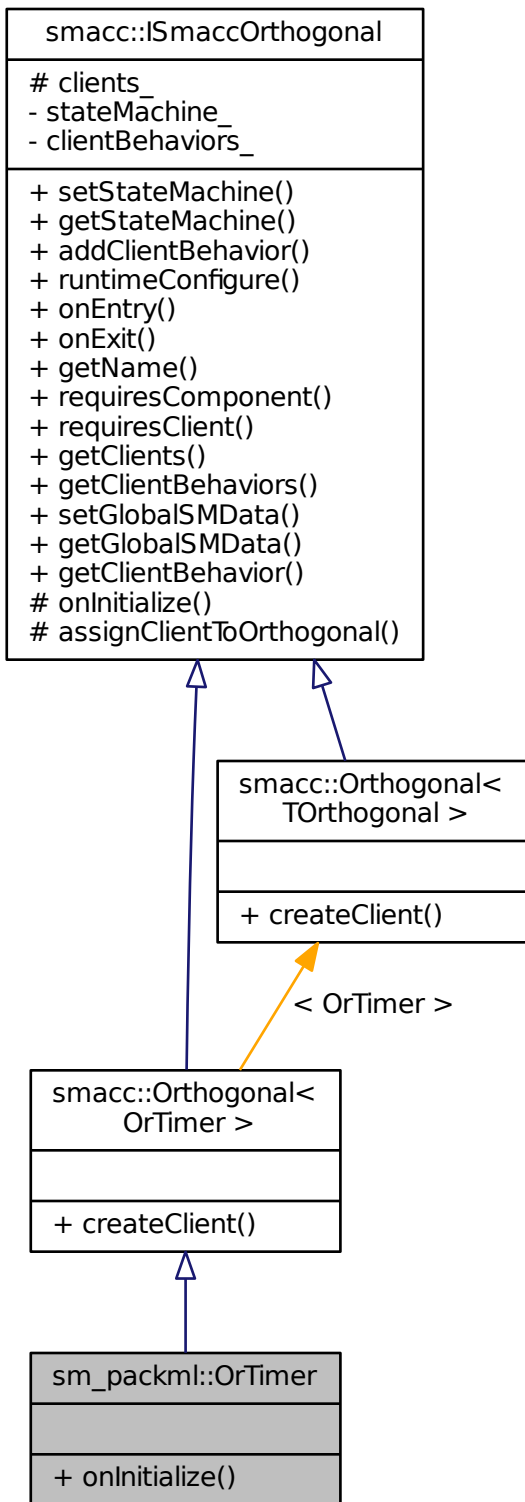 smacc::ISmaccOrthogonal
# clients_
- stateMachine_
- clientBehaviors_
+ setStateMachine()
+ getStateMachine()
+ addClientBehavior()
+ runtimeConfigure()
+ onEntry()
+ onExit()
+ getName()
+ requiresComponent()
+ requiresClient()
+ getClients()
+ getClientBehaviors()
+ setGlobalSMData()
+ getGlobalSMData()
+ getClientBehavior()
# onInitialize()
# assignClientToOrthogonal()
smacc::Orthogonal<
TOrthogonal >
+ createClient()
< OrTimer >
smacc::Orthogonal<
OrTimer >
+ createClient()
sm_packml::OrTimer
+ onInitialize()